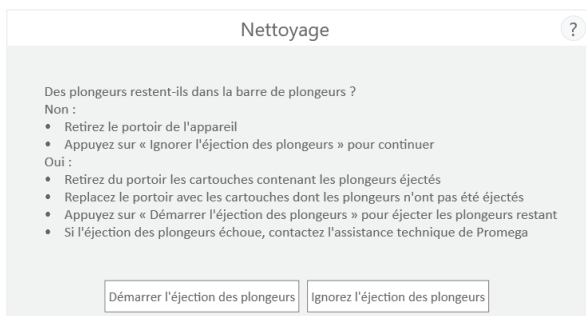 Nettoyage
?
Des plongeurs restent-ils dans la barre de plongeurs ?
Non :
• Retirez le portoir de l'appareil
• Appuyez sur « Ignorer l'éjection des plongeurs » pour continuer
Oui :
• Retirez du portoir les cartouches contenant les plongeurs éjectés
• Replacez le portoir avec les cartouches dont les plongeurs n'ont pas été éjectés
• Appuyez sur « Démarrer l'éjection des plongeurs » pour éjecter les plongeurs restant
• Si l'éjection des plongeurs échoue, contactez l'assistance technique de Promega
Démarrer l'éjection des plongeurs
Ignorez l'éjection des plongeurs